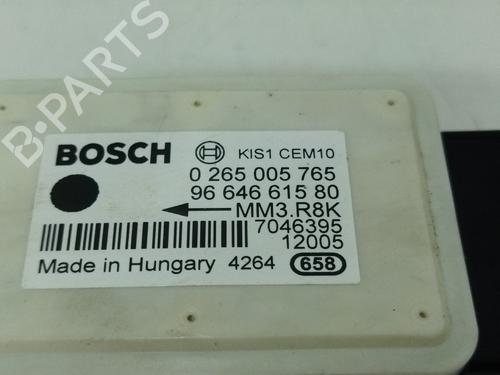 B-PARTS
BOSCH KIS1 CEM10
0 265 005 765
96 646 615 80
MM3.R8K
7046395
12005
Made in Hungary 4264 658